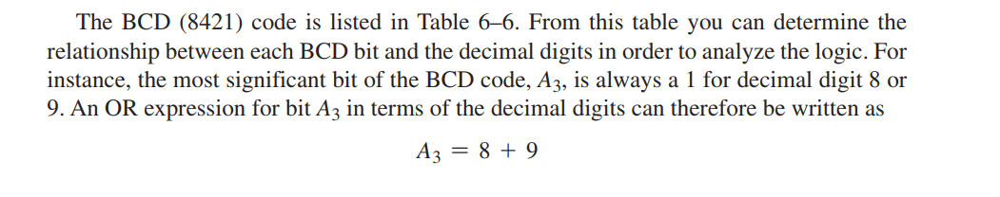 The BCD (8421) code is listed in Table 6–6. From this table you can determine the
relationship between each BCD bit and the decimal digits in order to analyze the logic. For
instance, the most significant bit of the BCD code, A₃, is always a 1 for decimal digit 8 or
9. An OR expression for bit A₃ in terms of the decimal digits can therefore be written as
A₃ = 8 + 9